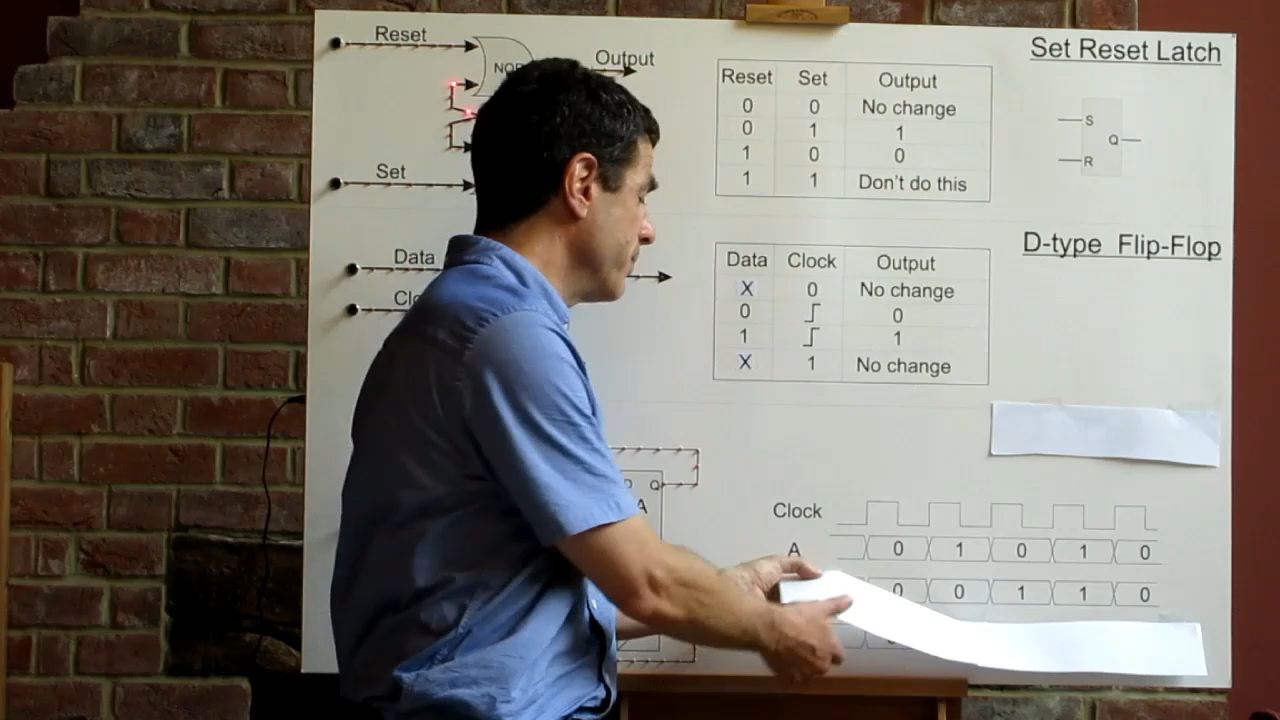 Set Reset Latch
Reset
NOR
Output
Set
Reset Set Output
0 0 No change
0 1 1
1 0 0
1 1 Don't do this
S
Q
R
D-type Flip-Flop
Data
Data Clock Output
X 0 No change
0 0
1 1
X 1 No change
Q
A
Clock
A 0 1 0 1 0
0 0 1 1 0